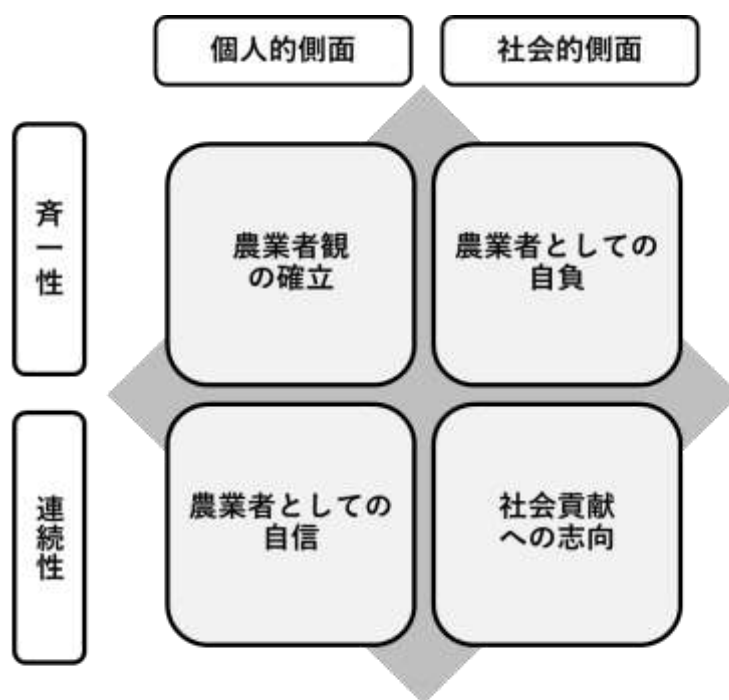 個人的側面
社会的側面
斉一性
農業者観
の確立
農業者としての
自負
連続性
農業者としての
自信
社会貢献
への志向